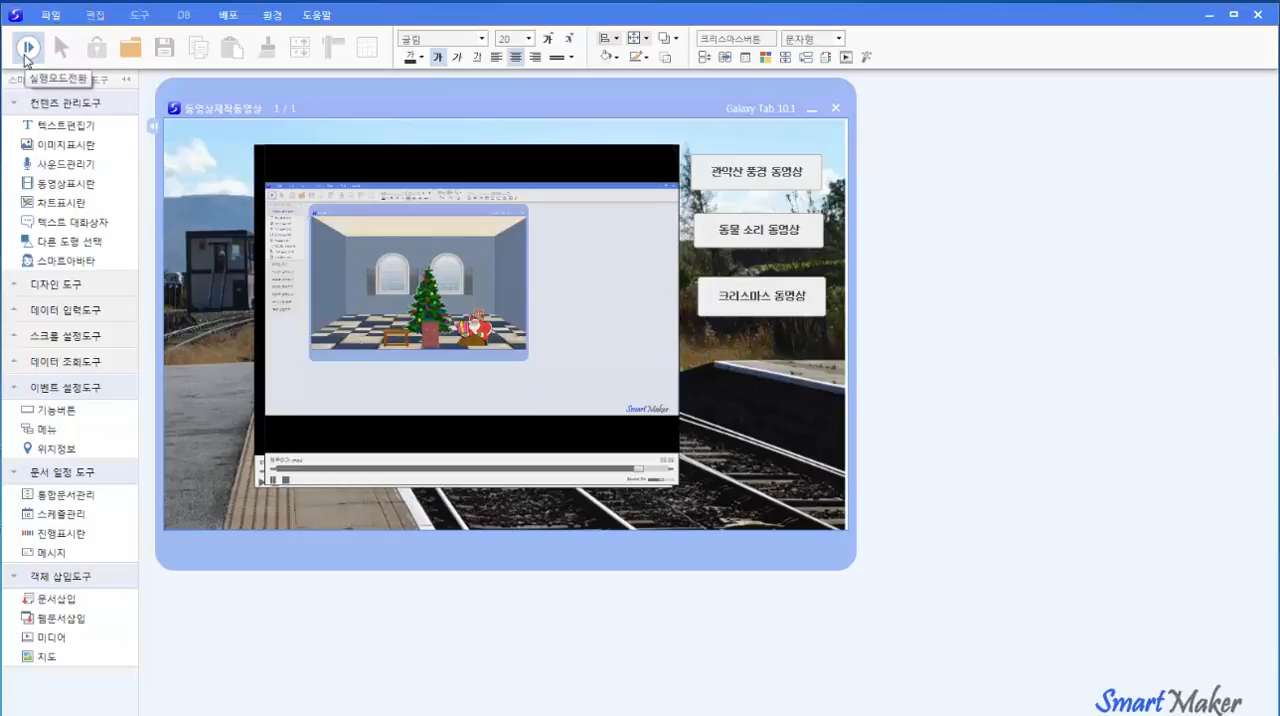 파일 편집 도구 DB 배포 환경 도움말
굴림 20 크리스마스버튼 문자형
가 가 가
실행모드전환 도구
컨텐츠 관리도구
텍스트편집기
이미지표시란
사운드관리기
동영상표시란
차트표시란
텍스트 대화상자
다른 도형 선택
스마트아바타
디자인 도구
데이터 입력도구
스크롤 설정도구
데이터 조회도구
이벤트 설정도구
기능버튼
메뉴
위치정보
문서 일정 도구
통합문서관리
스케쥴관리
진행표시란
메시지
객체 삽입도구
문서삽입
웹문서삽입
미디어
지도
동영상제작동영상 1 / 1 Galaxy Tab 10.1
관악산 풍경 동영상
동물 소리 동영상
크리스마스 동영상
SmartMaker
SmartMaker